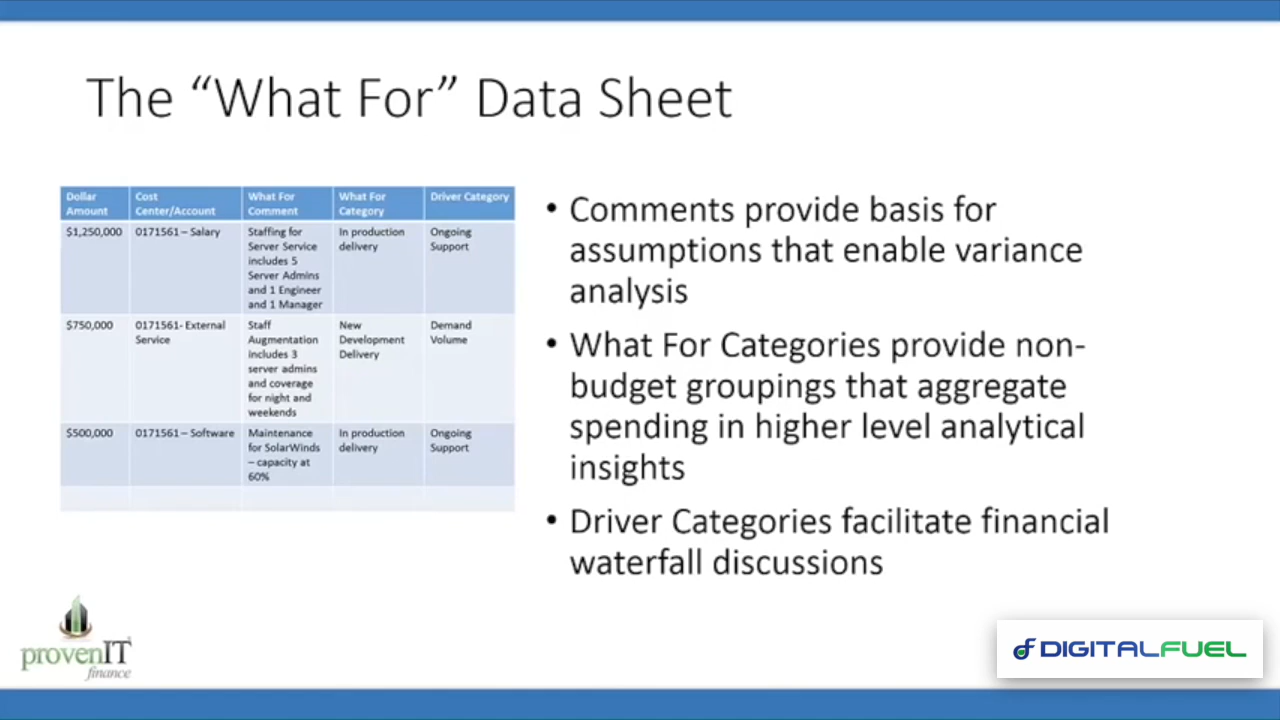 The “What For” Data Sheet
Dollar
Amount
Cost
Center/Account
What For
Comment
What For
Category
Driver Category
$1,250,000
0171561 – Salary
Staffing for
Server Service
includes 5
Server Admins
and 1 Engineer
and 1 Manager
In production
delivery
Ongoing
Support
$750,000
0171561- External
Service
Staff
Augmentation
includes 3
server admins
and coverage
for night and
weekends
New
Development
Delivery
Demand
Volume
$500,000
0171561 – Software
Maintenance
for SolarWinds
– capacity at
60%
In production
delivery
Ongoing
Support
• Comments provide basis for
assumptions that enable variance
analysis
• What For Categories provide non-
budget groupings that aggregate
spending in higher level analytical
insights
• Driver Categories facilitate financial
waterfall discussions
provenIT
finance
DIGITALFUEL